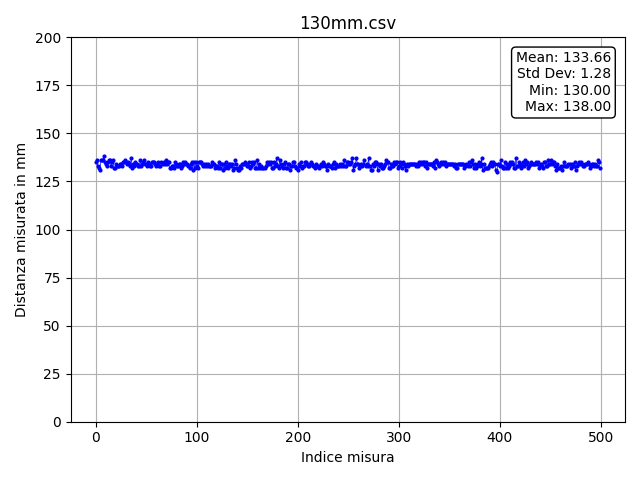 130mm.csv
Mean: 133.66
Std Dev: 1.28
Min: 130.00
Max: 138.00
Distanza misurata in mm
200
175
150
125
100
75
50
25
0
0 100 200 300 400 500
Indice misura